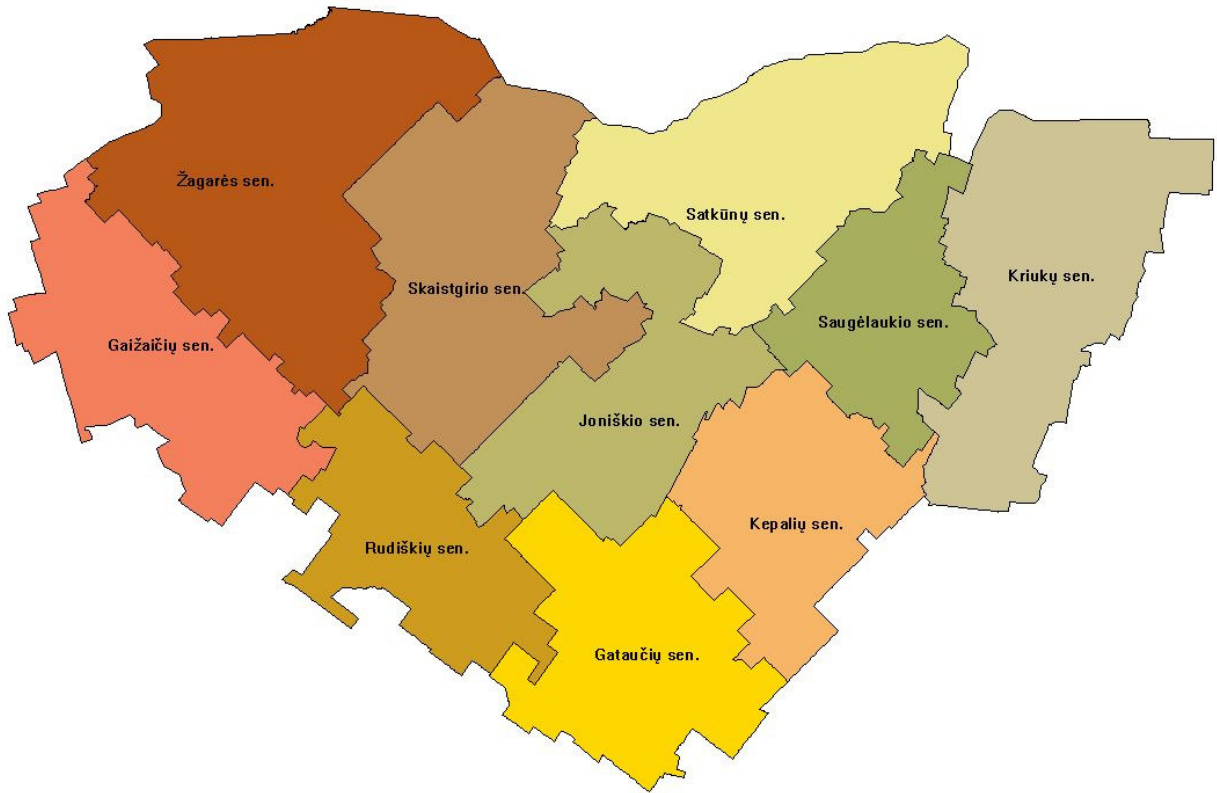 Žagarės sen.
Satkūnų sen.
Kriukų sen.
Skaistgirio sen.
Saugėlaukio sen.
Gaižaičių sen.
Joniškio sen.
Kepalių sen.
Rudiškių sen.
Gataučių sen.